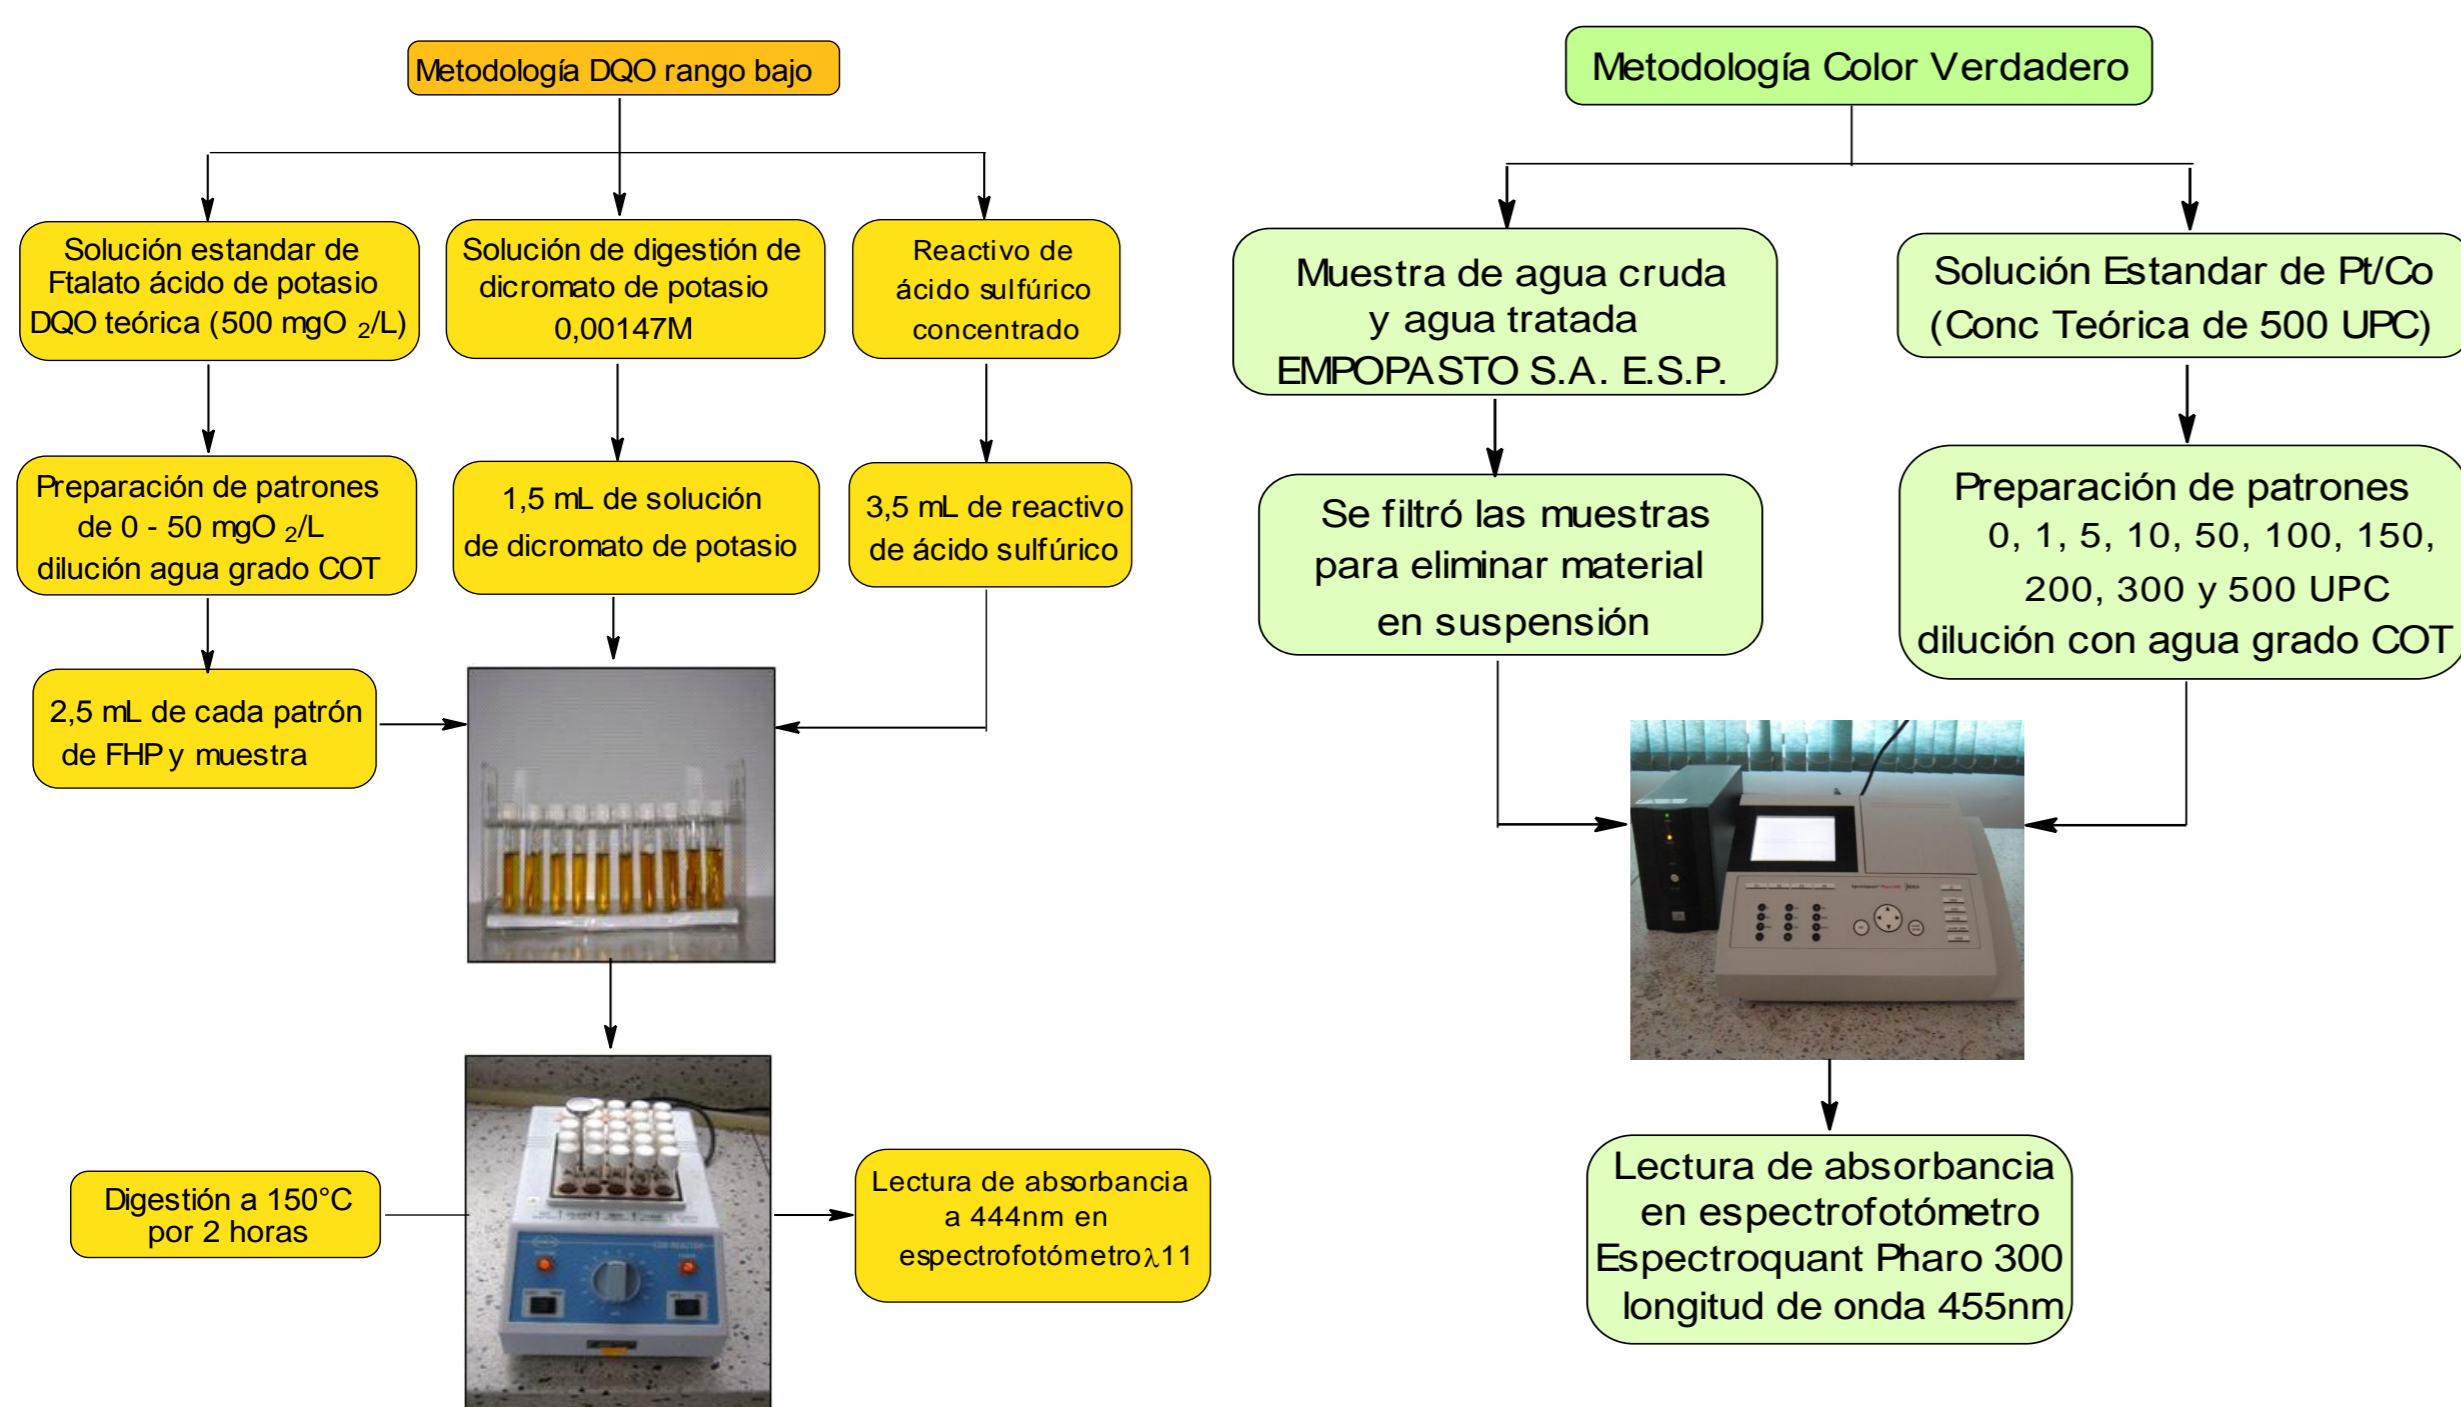 Metodología DQO rango bajo
Solución estandar de
Ftalato ácido de potasio
DQO teórica (500 mgO ₂/L)
Solución de digestión de
dicromato de potasio
0,00147M
Reactivo de
ácido sulfúrico
concentrado
Preparación de patrones
de 0 - 50 mgO ₂/L
dilución agua grado COT
1,5 mL de solución
de dicromato de potasio
3,5 mL de reactivo
de ácido sulfúrico
2,5 mL de cada patrón
de FHP y muestra
Digestión a 150°C
por 2 horas
Lectura de absorbancia
a 444nm en
espectrofotómetro λ11
Metodología Color Verdadero
Muestra de agua cruda
y agua tratada
EMPOPASTO S.A. E.S.P.
Solución Estandar de Pt/Co
(Conc Teórica de 500 UPC)
Se filtró las muestras
para eliminar material
en suspensión
Preparación de patrones
0, 1, 5, 10, 50, 100, 150,
200, 300 y 500 UPC
dilución con agua grado COT
Lectura de absorbancia
en espectrofotómetro
Espectroquant Pharo 300
longitud de onda 455nm